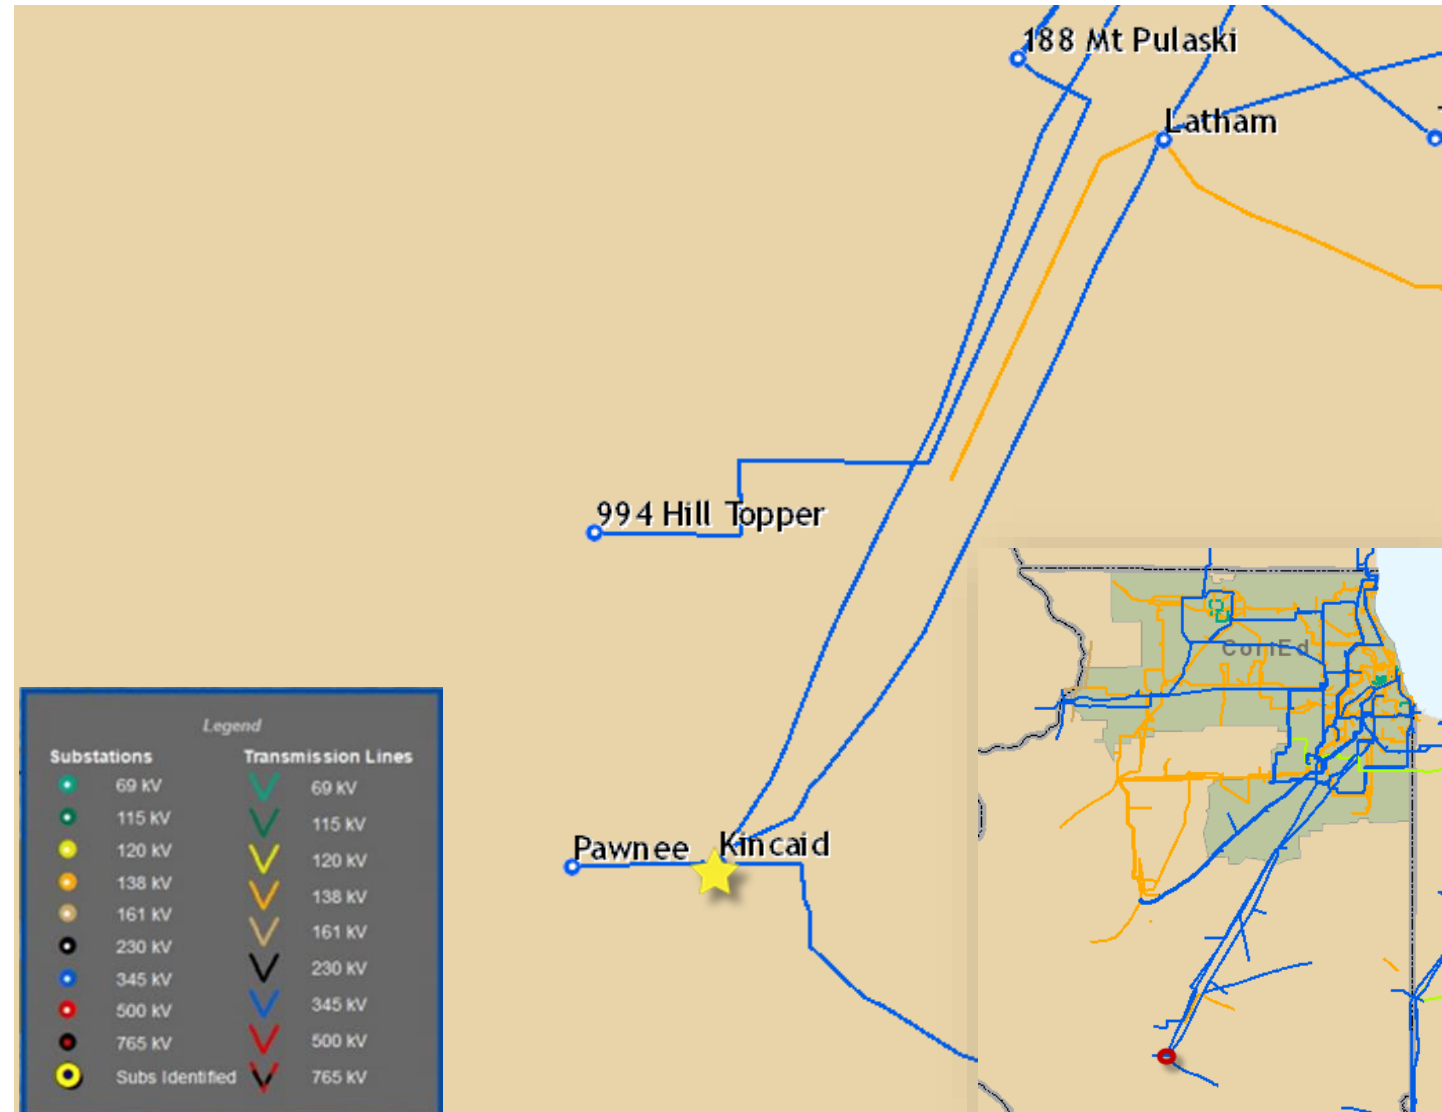 188 Mt Pulaski
Latham
994 Hill Topper
Pawnee
Kincaid
ComEd
Legend
Substations
69 kV
115 kV
120 kV
138 kV
161 kV
230 kV
345 kV
500 kV
765 kV
Subs Identified
Transmission Lines
69 kV
115 kV
120 kV
138 kV
161 kV
230 kV
345 kV
500 kV
765 kV